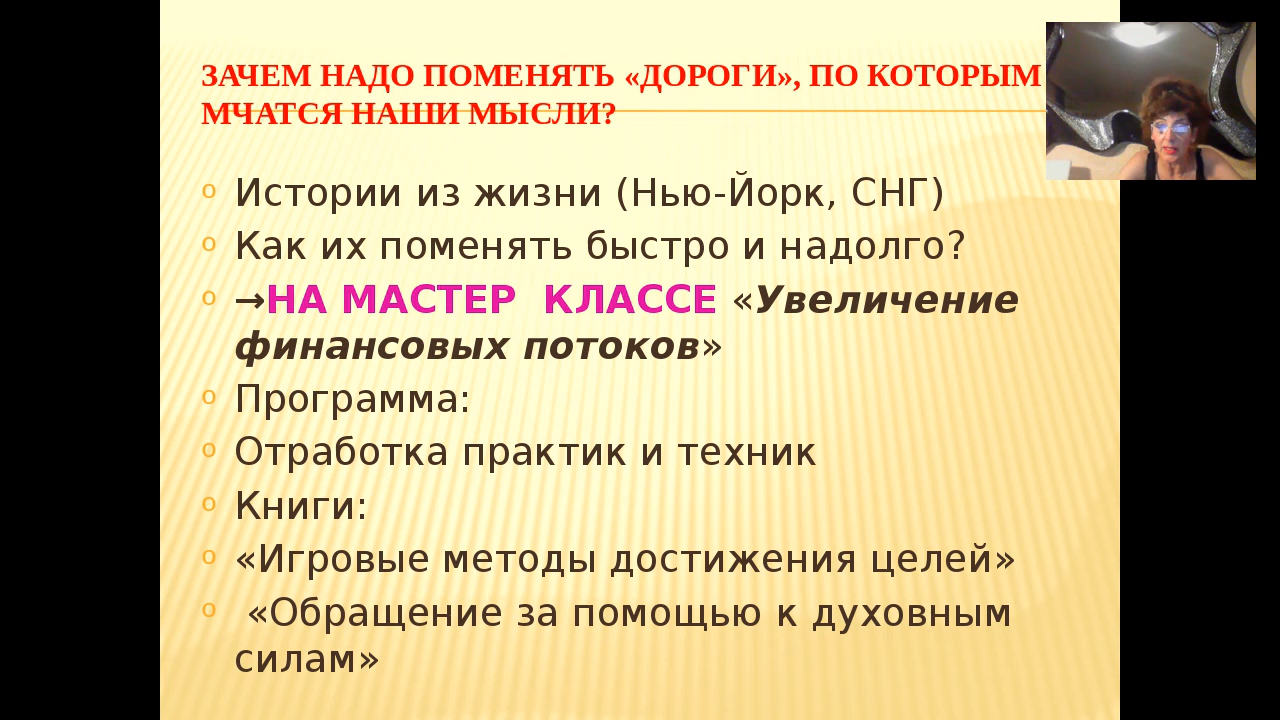 ЗАЧЕМ НАДО ПОМЕНЯТЬ «ДОРОГИ», ПО КОТОРЫМ
МЧАТСЯ НАШИ МЫСЛИ?
Истории из жизни (Нью-Йорк, СНГ)
Как их поменять быстро и надолго?
→НА МАСТЕР  КЛАССЕ «Увеличение
финансовых потоков»
Программа:
Отработка практик и техник
Книги:
«Игровые методы достижения целей»
«Обращение за помощью к духовным
силам»